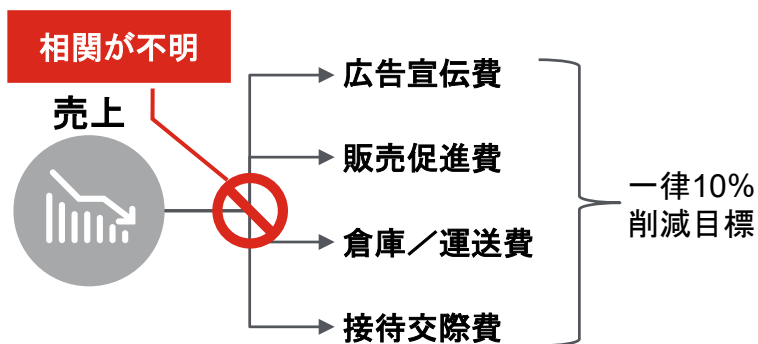 相関が不明
売上
広告宣伝費
販売促進費
倉庫／運送費
接待交際費
一律10%
削減目標